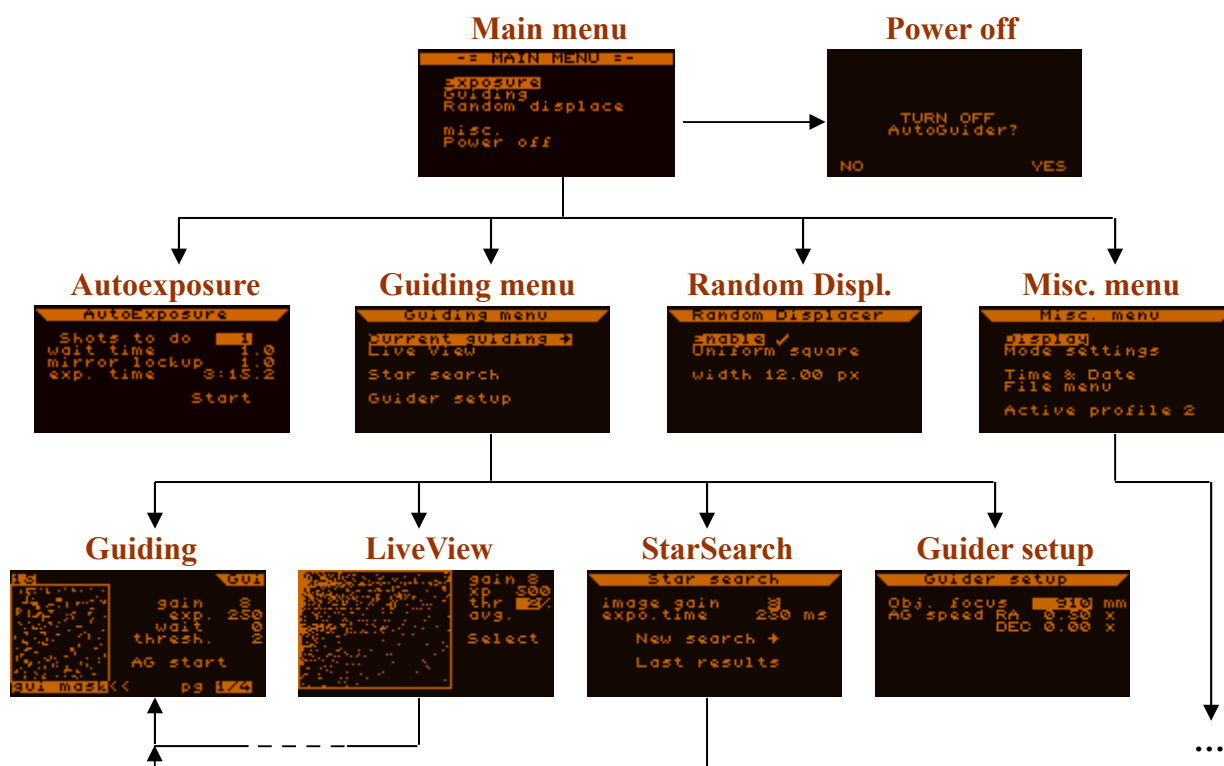 Main menu
Power off
-= MAIN MENU =-
Exposure
Guiding
Random displace
misc.
Power off
TURN OFF
AutoGuider?
NO YES
Autoexposure
Guiding menu
Random Displ.
Misc. menu
AutoExposure
Shots to do 1
wait time 1.0
mirror lockup 1.0
exp. time 3:15.2
Start
Guiding menu
Current guiding →
Live View
Star search
Guider setup
Random Displacer
Enable ✓
Uniform square
width 12.00 px
Misc. menu
Display
Mode settings
Time & Date
File menu
Active profile 2
Guiding
LiveView
StarSearch
Guider setup
1s Gui
gain 8
exp. 250
wait 0
thresh. 2
AG start
gui mask<< pg 1/4
gain 8
xp 500
thr 2%
avg.
Select
Star search
image gain 8
expo.time 250 ms
New search →
Last results
Guider setup
Obj. focus 910 mm
AG speed RA 0.50 x
DEC 0.00 x
...